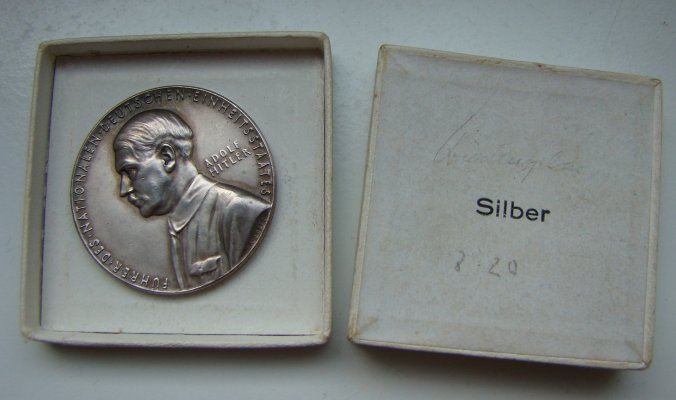 FÜHRER·DES·NATIONALEN·DEUTSCHEN·EINHEITSSTAATES
ADOLF
HITLER
Silber
8.20